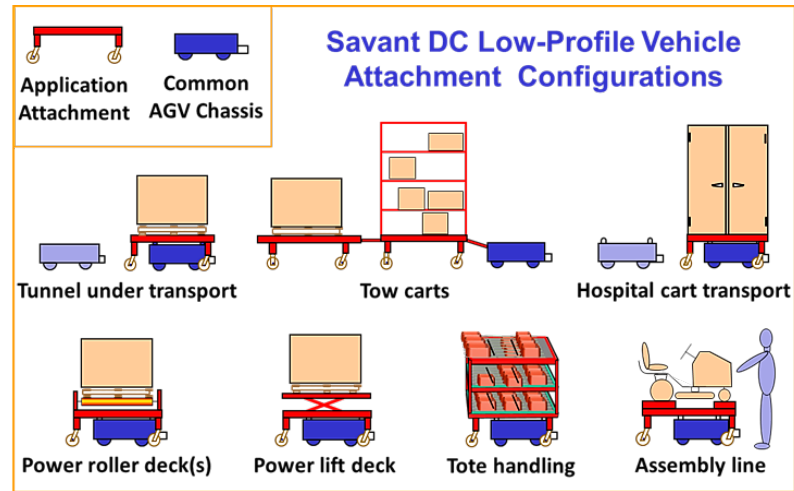 Savant DC Low-Profile Vehicle
Attachment Configurations
Application
Attachment
Common
AGV Chassis
Tunnel under transport
Tow carts
Hospital cart transport
Power roller deck(s)
Power lift deck
Tote handling
Assembly line